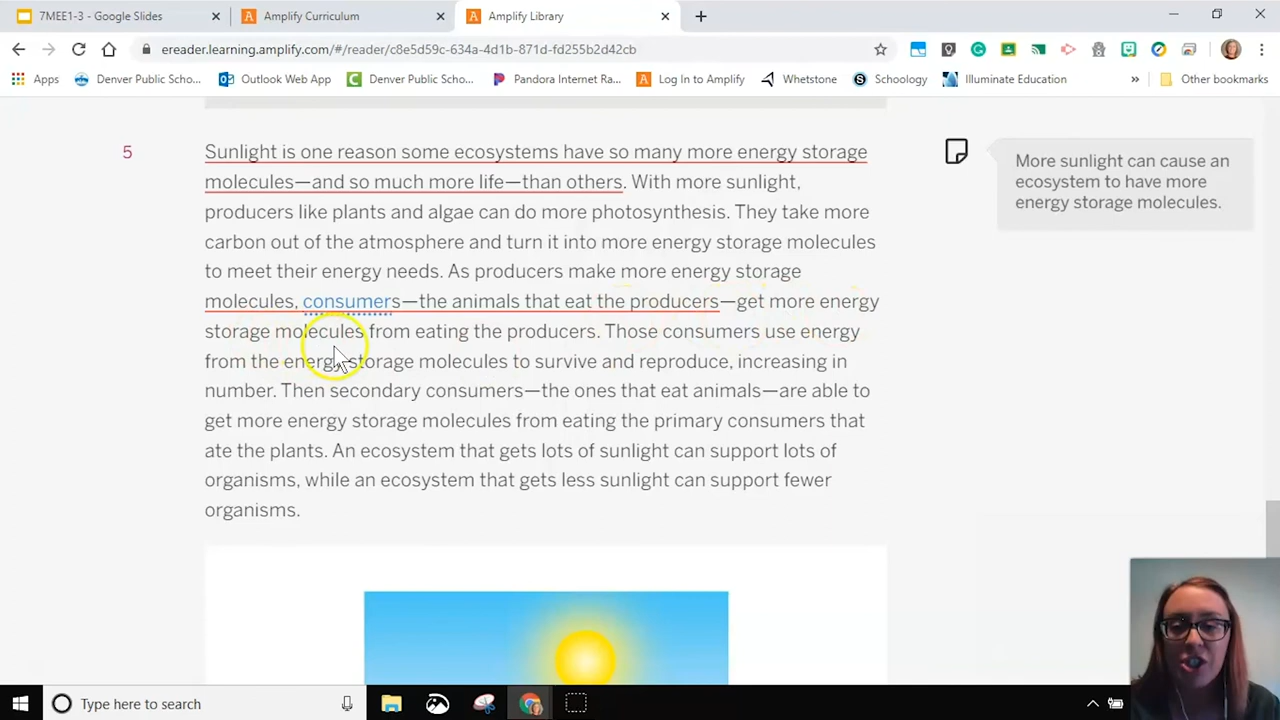 7MEE1-3 - Google Slides
Amplify Curriculum
Amplify Library
ereader.learning.amplify.com/#/reader/c8e5d59c-634a-4d1b-871d-fd255b2d42cb
Apps
Denver Public Scho...
Outlook Web App
Denver Public Scho...
Pandora Internet Ra...
Log In to Amplify
Whetstone
Schoology
Illuminate Education
»
Other bookmarks
5
Sunlight is one reason some ecosystems have so many more energy storage
molecules—and so much more life—than others. With more sunlight,
producers like plants and algae can do more photosynthesis. They take more
carbon out of the atmosphere and turn it into more energy storage molecules
to meet their energy needs. As producers make more energy storage
molecules, consumers—the animals that eat the producers—get more energy
storage molecules from eating the producers. Those consumers use energy
from the energy storage molecules to survive and reproduce, increasing in
number. Then secondary consumers—the ones that eat animals—are able to
get more energy storage molecules from eating the primary consumers that
ate the plants. An ecosystem that gets lots of sunlight can support lots of
organisms, while an ecosystem that gets less sunlight can support fewer
organisms.
More sunlight can cause an
ecosystem to have more
energy storage molecules.
Type here to search